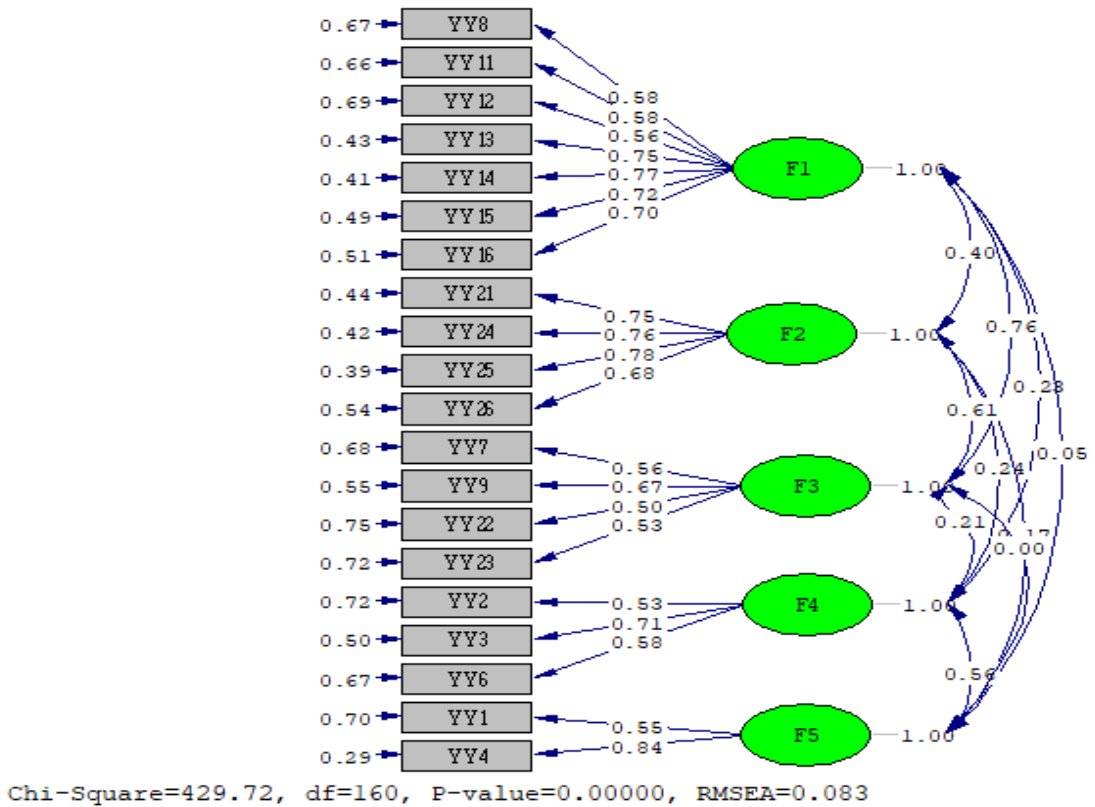 0.67 YY8
0.66 YY11
0.69 YY12
0.43 YY13
0.41 YY14
0.49 YY15
0.51 YY16
0.44 YY21
0.42 YY24
0.39 YY25
0.54 YY26
0.68 YY7
0.55 YY9
0.75 YY22
0.72 YY23
0.72 YY2
0.50 YY3
0.67 YY6
0.70 YY1
0.29 YY4
0.58
0.58
0.56
0.75
0.77
0.72
0.70
0.75
0.76
0.78
0.68
0.56
0.67
0.50
0.53
0.53
0.71
0.58
0.55
0.84
F1 1.00
F2 1.00
F3
F4 1.00
F5 1.00
0.40
0.76
0.28
0.61
0.05
0.24
0.21
0.00
0.56
Chi-Square=429.72, df=160, P-value=0.00000, RMSEA=0.083